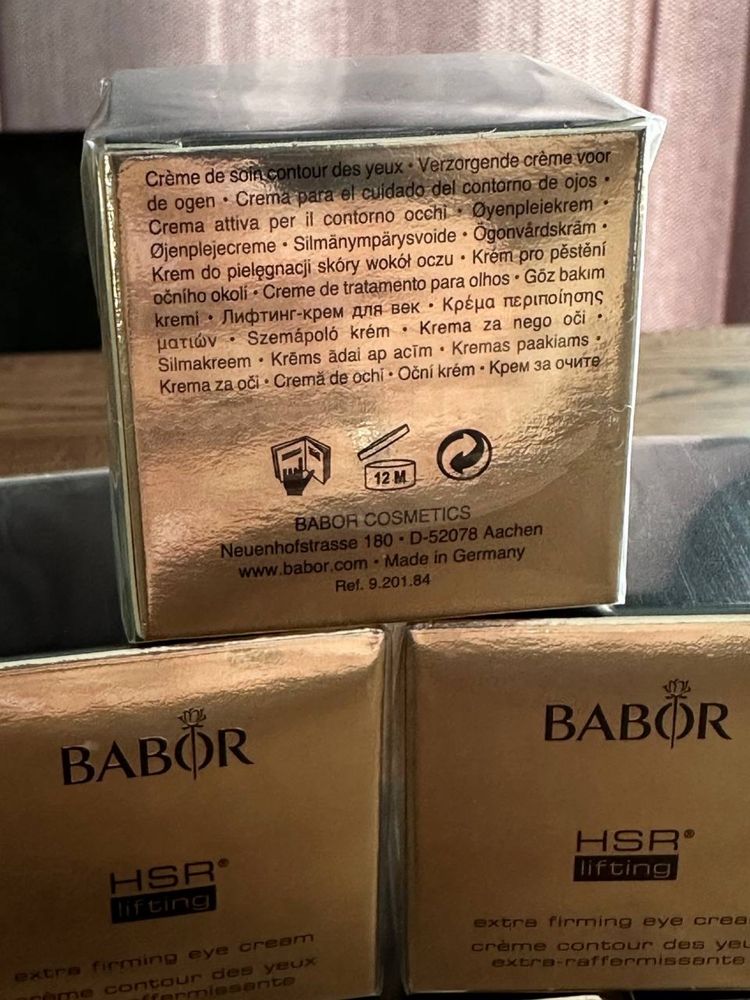 Crème de soin contour des yeux • Verzorgende crème voor
de ogen • Crema para el cuidado del contorno de ojos •
Crema attiva per il contorno occhi • Øyenpleiekrem •
Øjenplejecreme • Silmänympärysvoide • Ögonvårdskräm •
Krem do pielęgnacji skóry wokół oczu • Krém pro pěstění
očního okolí • Creme de tratamento para olhos • Göz bakım
kremi • Лифтинг-крем для век • Κρέμα περιποίησης
ματιών • Szemápoló krém • Krema za nego oči •
Silmakreem • Krēms ādai ap acīm • Kremas paakiams •
Krema za oči • Cremă de ochi • Oční krém • Крем за очите
12 M
BABOR COSMETICS
Neuenhofstrasse 180 • D-52078 Aachen
www.babor.com • Made in Germany
Ref. 9.201.84
BABOR
HSR®
lifting
extra firming eye cream
crème contour des yeux
raffermissante
BABOR
HSR®
lifting
extra firming eye crea
crème contour des yeu
extra-raffermissante